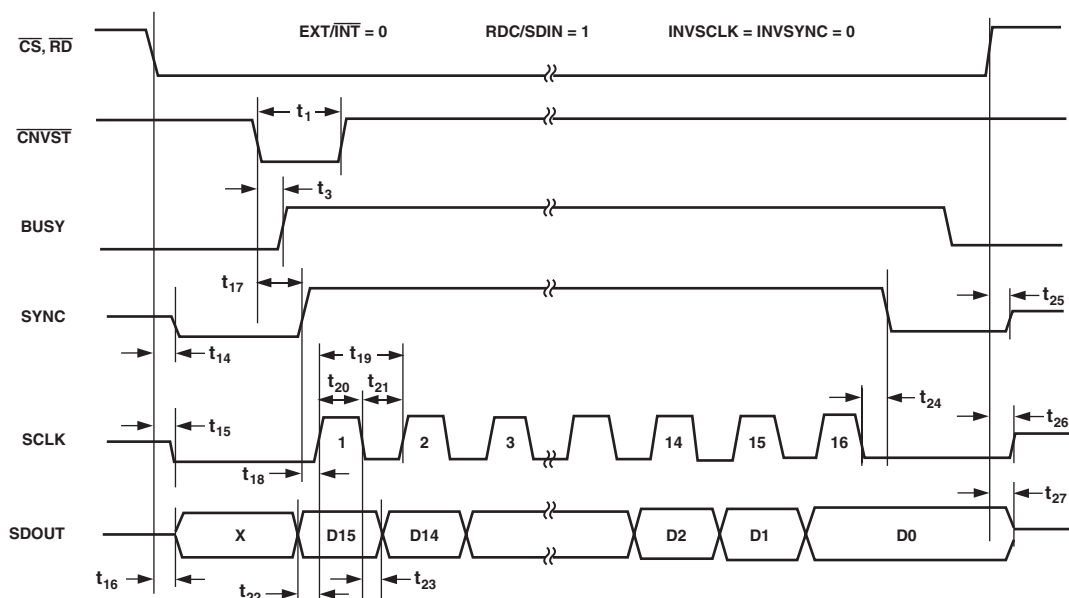 EXT/INT = 0 RDC/SDIN = 1 INVSCLK = INVSYNC = 0
CS, RD
t1
CNVST
t3
BUSY
t17
SYNC
t25
t14
t19
t20 t21
t24
t15
t26
SCLK
1 2 3 14 15 16
t18
t27
SDOUT
X D15 D14 D2 D1 D0
t16
t22
t23